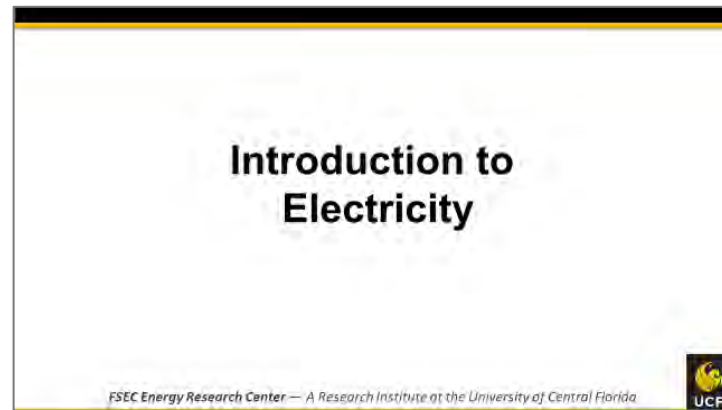 Introduction to
Electricity
FSEC Energy Research Center — A Research Institute at the University of Central Florida
UCF